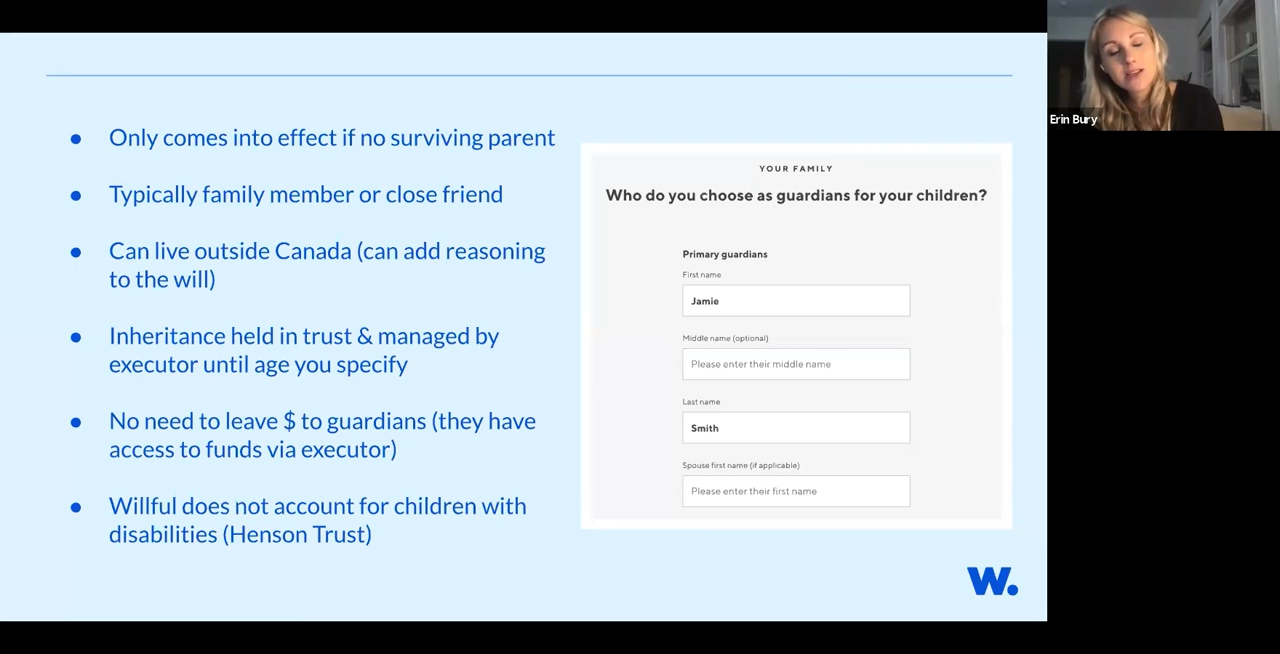 Only comes into effect if no surviving parent
Typically family member or close friend
Can live outside Canada (can add reasoning
to the will)
Inheritance held in trust & managed by
executor until age you specify
No need to leave $ to guardians (they have
access to funds via executor)
Willful does not account for children with
disabilities (Henson Trust)
YOUR FAMILY
Who do you choose as guardians for your children?
Primary guardians
First name
Jamie
Middle name (optional)
Please enter their middle name
Last name
Smith
Spouse first name (if applicable)
Please enter their first name
W.
Erin Bury